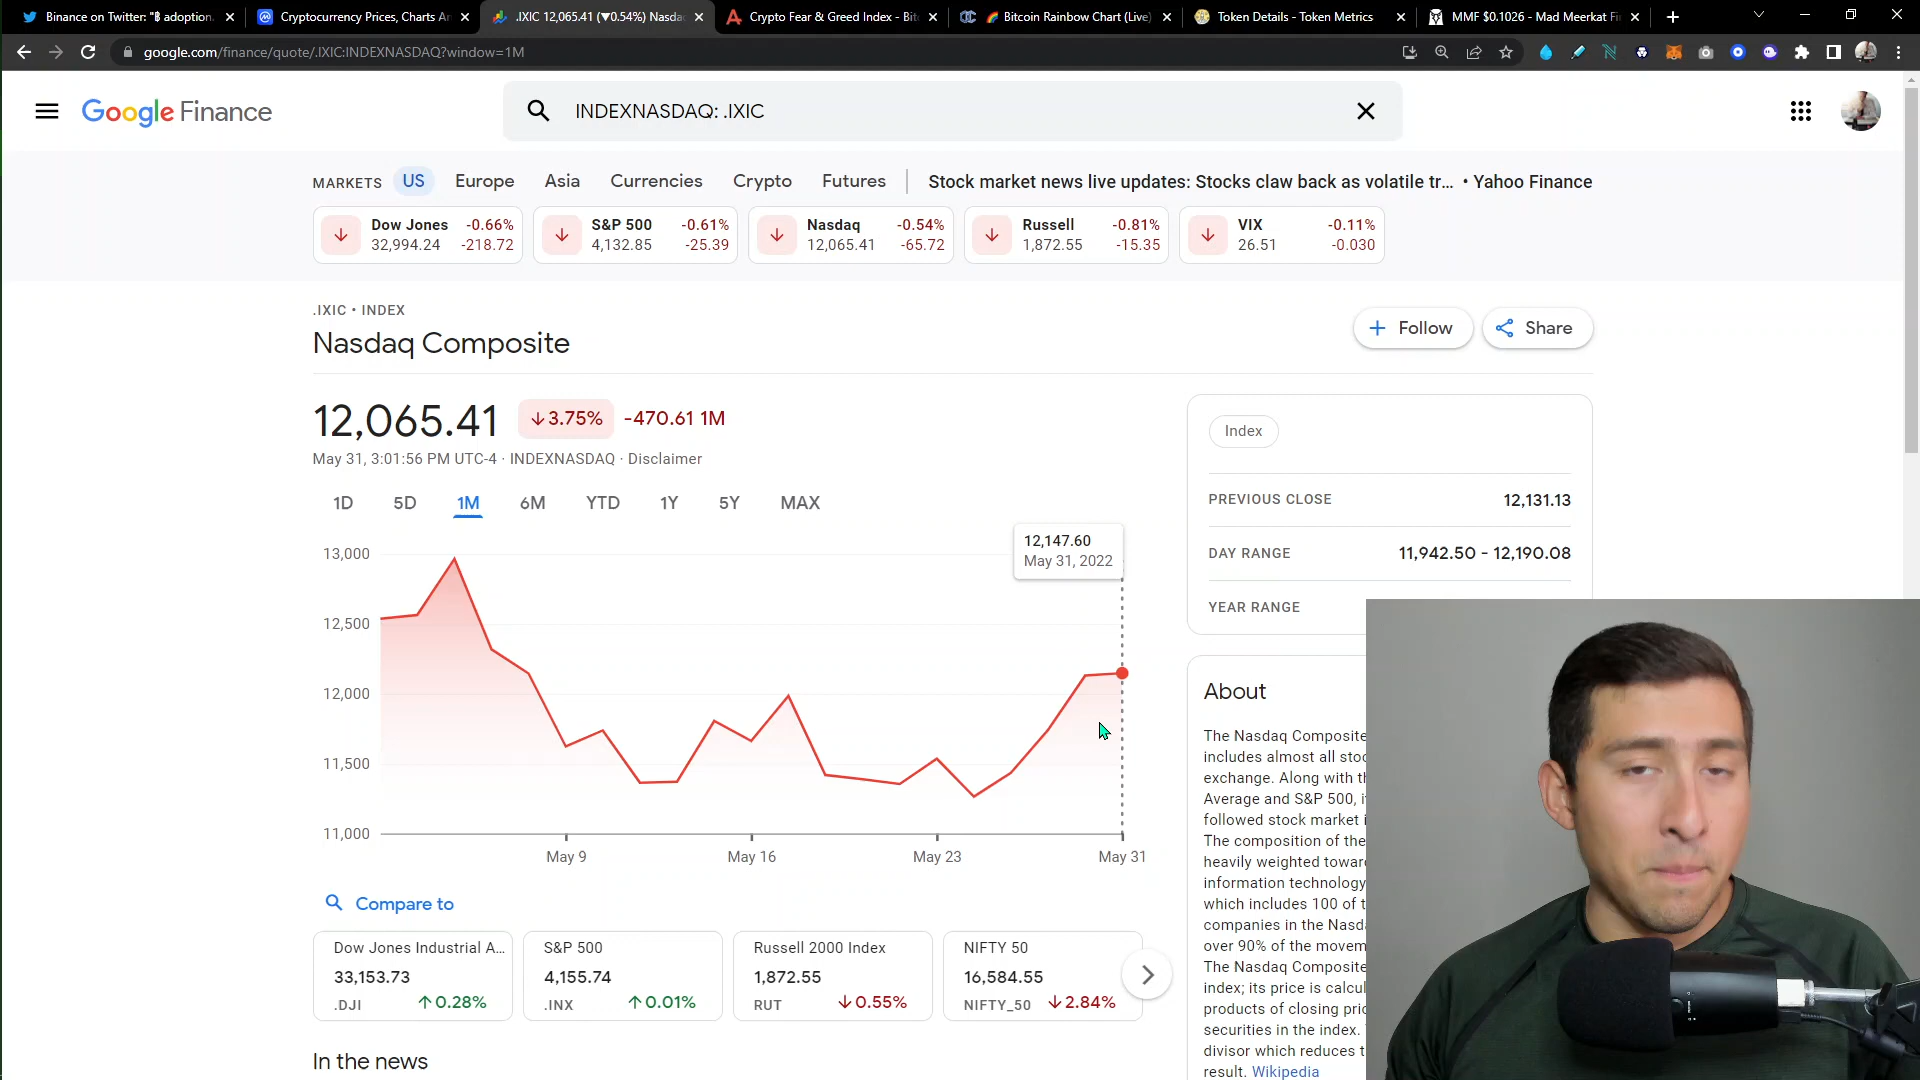 Binance on Twitter: "₿ adoption
Cryptocurrency Prices, Charts An
.IXIC 12,065.41 (▼0.54%) Nasda
Crypto Fear & Greed Index - Bit
Bitcoin Rainbow Chart (Live)
Token Details - Token Metrics
MMF $0.1026 - Mad Meerkat Fi
google.com/finance/quote/.IXIC:INDEXNASDAQ?window=1M
Google Finance
INDEXNASDAQ: .IXIC
MARKETS US Europe Asia Currencies Crypto Futures
Stock market news live updates: Stocks claw back as volatile tr... • Yahoo Finance
Dow Jones -0.66%
32,994.24 -218.72
S&P 500 -0.61%
4,132.85 -25.39
Nasdaq -0.54%
12,065.41 -65.72
Russell -0.81%
1,872.55 -15.35
VIX -0.11%
26.51 -0.030
.IXIC • INDEX
Nasdaq Composite
Follow
Share
12,065.41 ↓3.75% -470.61 1M
May 31, 3:01:56 PM UTC-4 · INDEXNASDAQ · Disclaimer
1D 5D 1M 6M YTD 1Y 5Y MAX
12,147.60
May 31, 2022
13,000
12,500
12,000
11,500
11,000
May 9 May 16 May 23 May 31
Index
PREVIOUS CLOSE 12,131.13
DAY RANGE 11,942.50 - 12,190.08
YEAR RANGE
Compare to
Dow Jones Industrial A...
33,153.73
.DJI ↑0.28%
S&P 500
4,155.74
.INX ↑0.01%
Russell 2000 Index
1,872.55
RUT ↓0.55%
NIFTY 50
16,584.55
NIFTY_50 ↓2.84%
In the news
About
The Nasdaq Composite
includes almost all stoc
exchange. Along with th
Average and S&P 500, i
followed stock market i
The composition of the
heavily weighted towar
information technology
which includes 100 of t
companies in the Nasd
over 90% of the movem
The Nasdaq Composite
index; its price is calcul
products of closing pric
securities in the index.
divisor which reduces t
result. Wikipedia